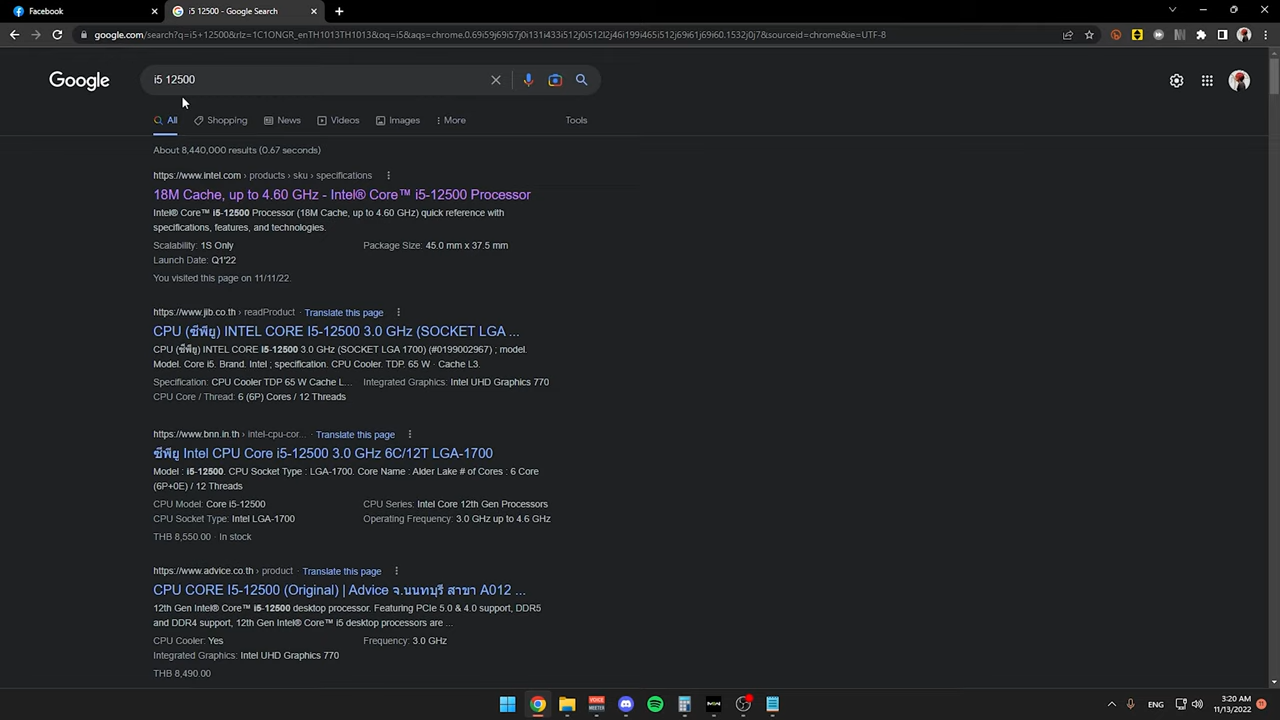 Facebook
i5 12500 - Google Search
google.com/search?q=i5+12500&rlz=1C1ONGR_enTH1013TH1013&oq=i5&aqs=chrome.0.69i59j69i57j0i131i433i512j0i512l2j46i199i465i512j69i61j69i60.1532j0j7&sourceid=chrome&ie=UTF-8
Google
i5 12500
All
Shopping
News
Videos
Images
More
Tools
About 8,440,000 results (0.67 seconds)
https://www.intel.com › products › sku › specifications
18M Cache, up to 4.60 GHz - Intel® Core™ i5-12500 Processor
Intel® Core™ i5-12500 Processor (18M Cache, up to 4.60 GHz) quick reference with
specifications, features, and technologies.
Scalability: 1S Only
Package Size: 45.0 mm x 37.5 mm
Launch Date: Q1'22
You visited this page on 11/11/22.
https://www.jib.co.th › readProduct · Translate this page
CPU (ซีพียู) INTEL CORE I5-12500 3.0 GHz (SOCKET LGA ...
CPU (ซีพียู) INTEL CORE I5-12500 3.0 GHz (SOCKET LGA 1700) (#0199002967) ; model.
Model. Core i5. Brand. Intel ; specification. CPU Cooler. TDP. 65 W · Cache L3.
Specification: CPU Cooler TDP 65 W Cache L...
Integrated Graphics: Intel UHD Graphics 770
CPU Core / Thread: 6 (6P) Cores / 12 Threads
https://www.bnn.in.th › intel-cpu-cor... · Translate this page
ซีพียู Intel CPU Core i5-12500 3.0 GHz 6C/12T LGA-1700
Model : i5-12500. CPU Socket Type : LGA-1700. Core Name : Alder Lake # of Cores : 6 Core
(6P+0E) / 12 Threads
CPU Model: Core i5-12500
CPU Series: Intel Core 12th Gen Processors
CPU Socket Type: Intel LGA-1700
Operating Frequency: 3.0 GHz up to 4.6 GHz
THB 8,550.00 · In stock
https://www.advice.co.th › product · Translate this page
CPU CORE I5-12500 (Original) | Advice จ.นนทบุรี สาขา A012 ...
12th Gen Intel® Core™ i5-12500 desktop processor. Featuring PCIe 5.0 & 4.0 support, DDR5
and DDR4 support, 12th Gen Intel® Core™ i5 desktop processors are ...
CPU Cooler: Yes
Frequency: 3.0 GHz
Integrated Graphics: Intel UHD Graphics 770
THB 8,490.00
VOICE
MEETER
ENG
3:20 AM
11/13/2022